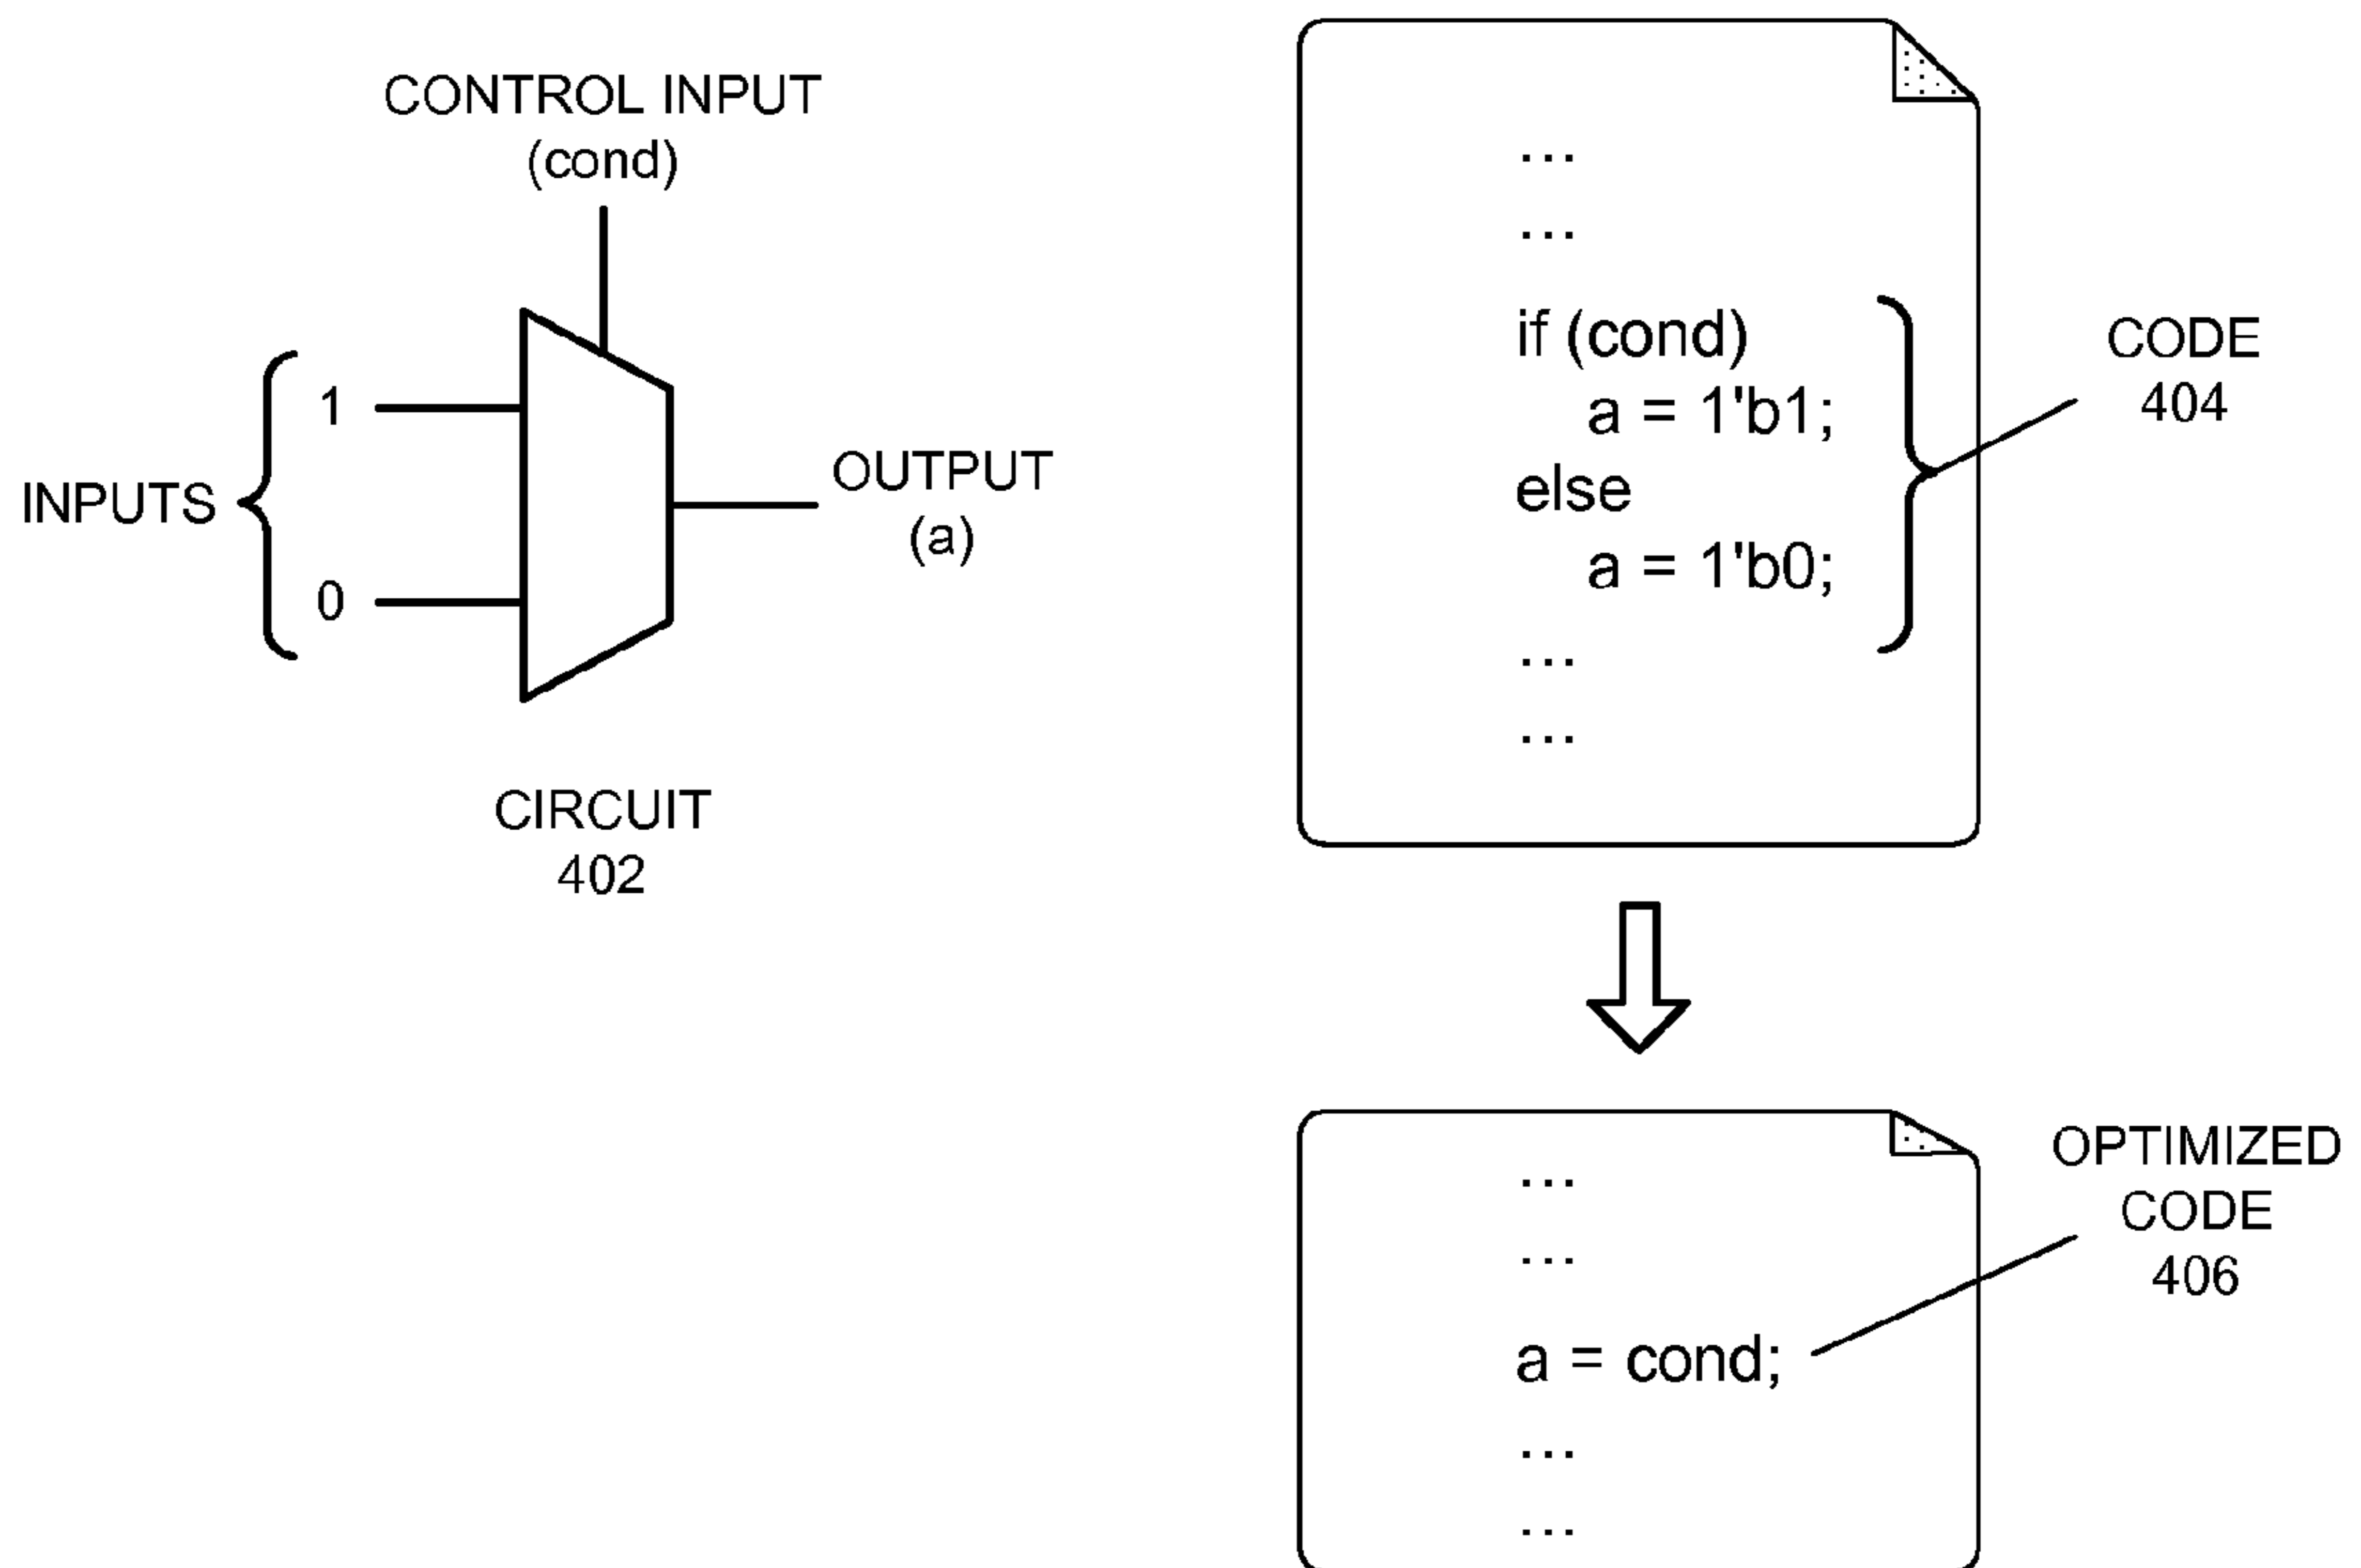 CONTROL INPUT
(cond)
1
INPUTS
0
OUTPUT
(a)
CIRCUIT
402
...
...
if (cond)
a = 1'b1;
else
a = 1'b0;
...
...
CODE
404
...
...
a = cond;
...
...
OPTIMIZED
CODE
406